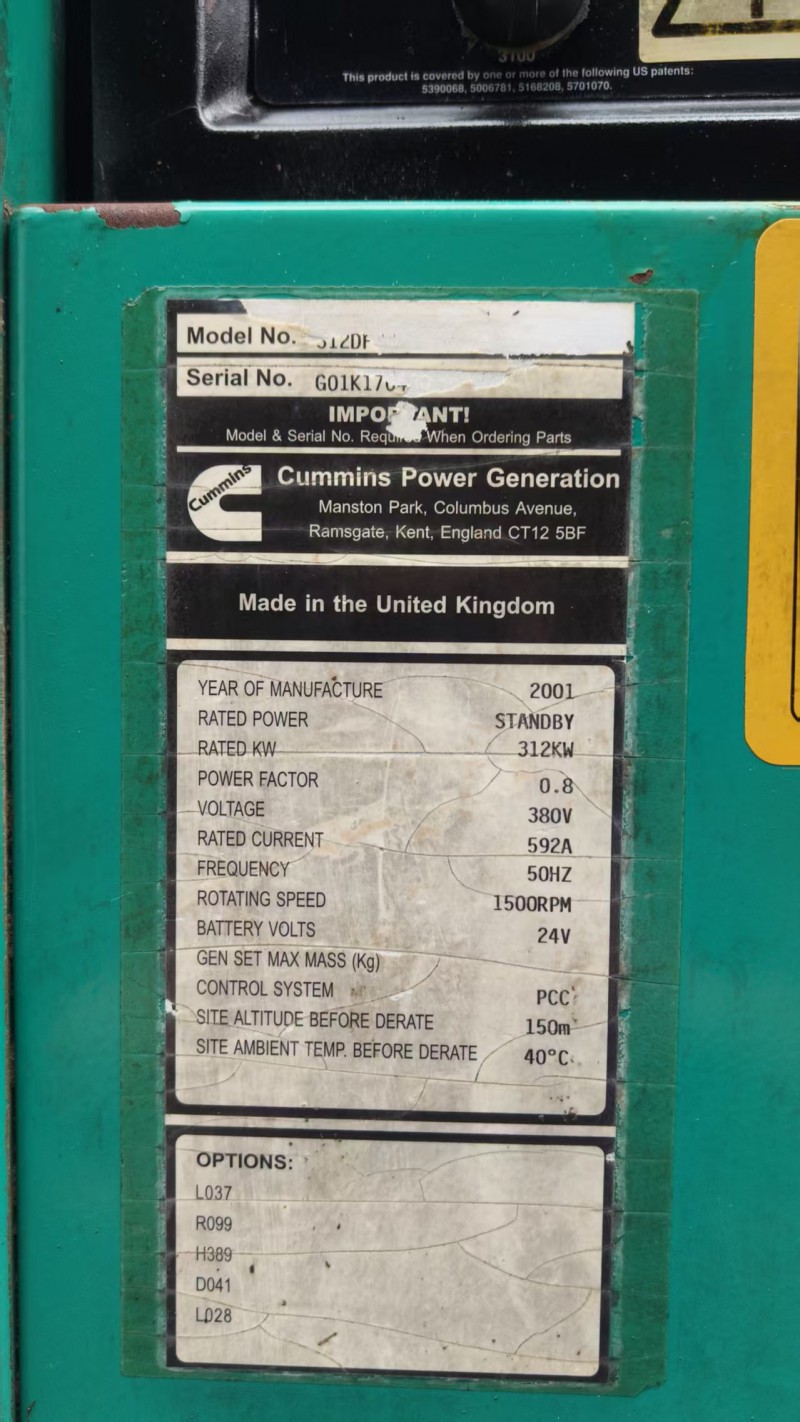 3100
This product is covered by one or more of the following US patents:
5390068, 5006781, 5168208, 5701070.
Model No.
Serial No.
IMPORTANT!
Model & Serial No. Required When Ordering Parts
Cummins
Cummins Power Generation
Manston Park, Columbus Avenue,
Ramsgate, Kent, England CT12 5BF
Made in the United Kingdom
YEAR OF MANUFACTURE 2001
RATED POWER STANDBY
RATED KW 312KW
POWER FACTOR 0.8
VOLTAGE 380V
RATED CURRENT 592A
FREQUENCY 50HZ
ROTATING SPEED 1500RPM
BATTERY VOLTS 24V
GEN SET MAX MASS (Kg)
CONTROL SYSTEM PCC
SITE ALTITUDE BEFORE DERATE 150m
SITE AMBIENT TEMP. BEFORE DERATE 40°C
OPTIONS:
L037
R099
H389
D041
L028